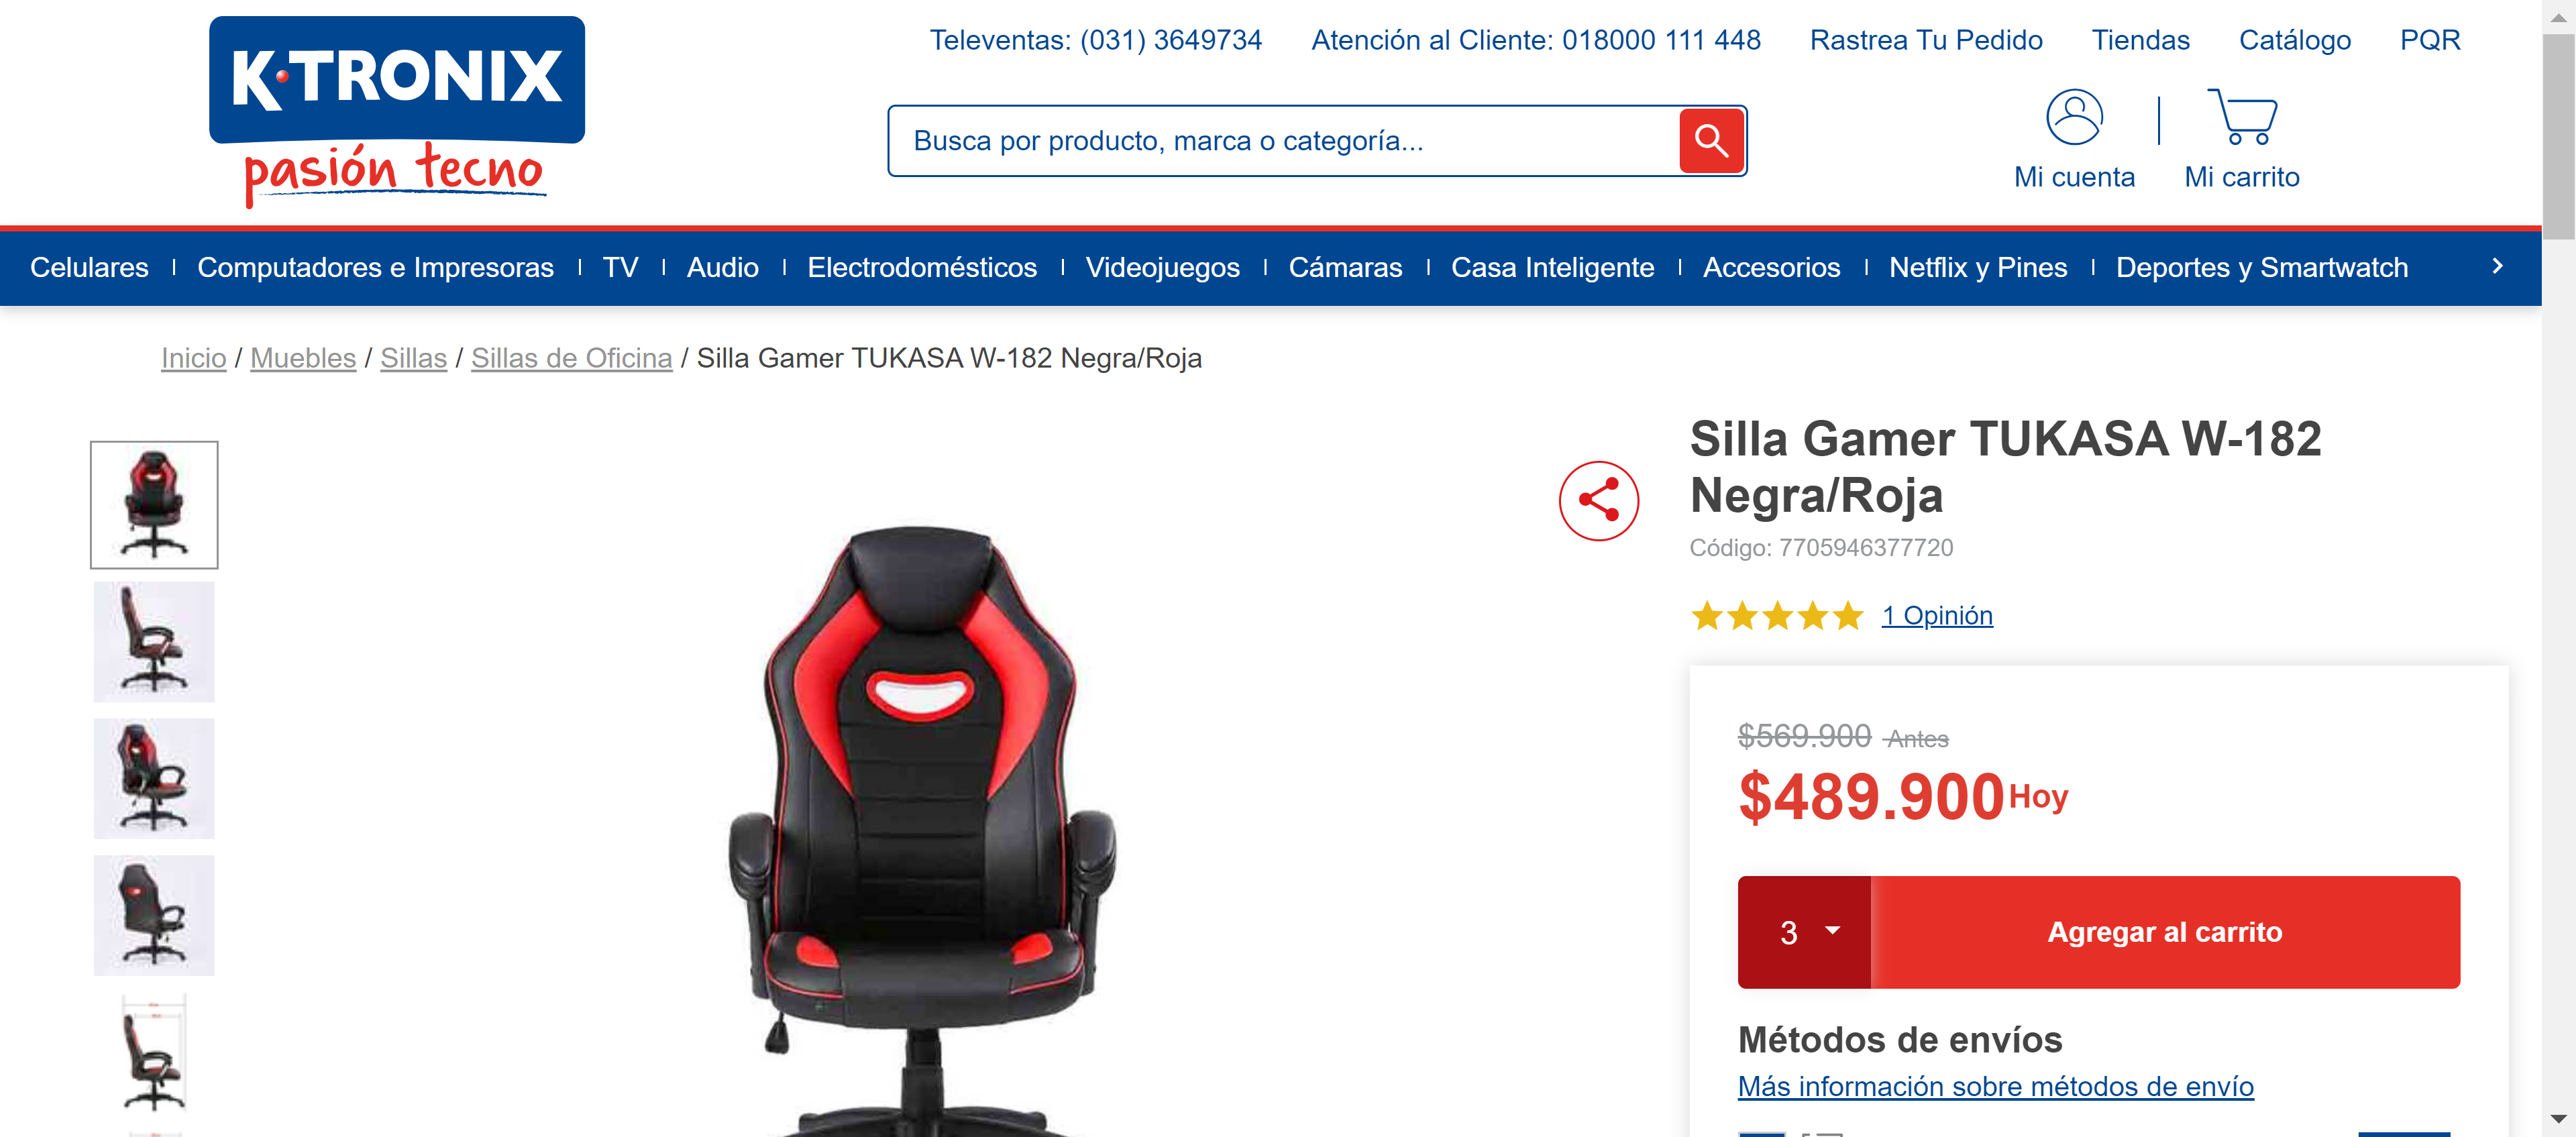 K·TRONIX
pasión tecno
Televentas: (031) 3649734 Atención al Cliente: 018000 111 448 Rastrea Tu Pedido Tiendas Catálogo PQR
Busca por producto, marca o categoría...
Mi cuenta
Mi carrito
Celulares Computadores e Impresoras TV Audio Electrodomésticos Videojuegos Cámaras Casa Inteligente Accesorios Netflix y Pines Deportes y Smartwatch
Inicio / Muebles / Sillas / Sillas de Oficina / Silla Gamer TUKASA W-182 Negra/Roja
Silla Gamer TUKASA W-182
Negra/Roja
Código: 7705946377720
1 Opinión
$569.900 Antes
$489.900 Hoy
3
Agregar al carrito
Métodos de envíos
Más información sobre métodos de envío